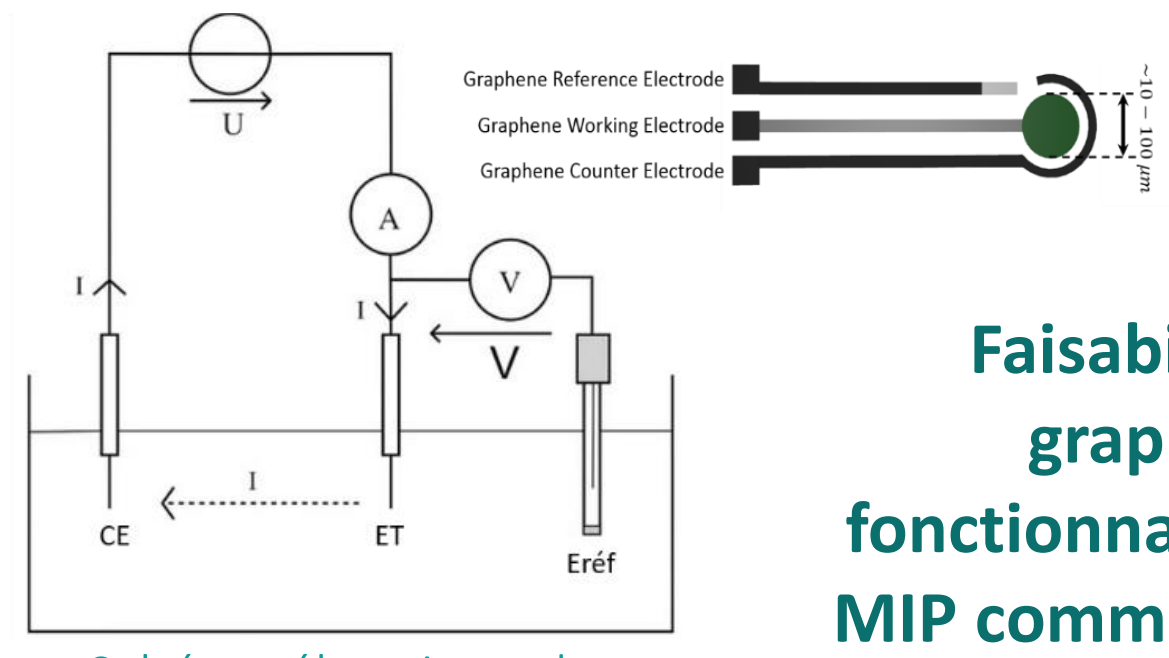 U
A
I
I
V
V
I
CE
ET
Eréf
Graphene Reference Electrode
Graphene Working Electrode
Graphene Counter Electrode
~10 – 100 μm
Faisabi
grap
fonctionna
MIP comm